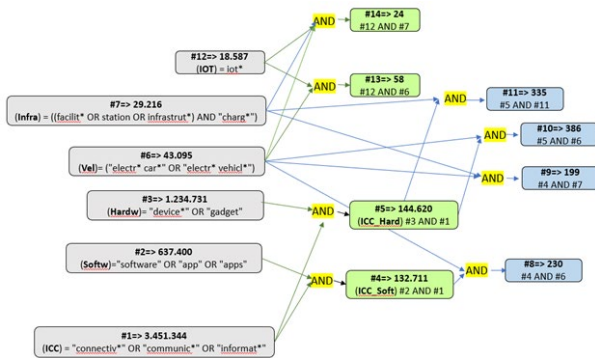 #14=> 24
#12 AND #7
AND
#12=> 18.587
(IOT) = iot*
#13=> 58
#12 AND #6
AND
#11=> 335
#5 AND #11
AND
#7=> 29.216
(Infra) = ((facilit* OR station OR infrastrut*) AND "charg*")
#10=> 386
#5 AND #6
AND
#6=> 43.095
(Vel)= ("electr* car*" OR "electr* vehicl*")
#9=> 199
#4 AND #7
AND
#3=> 1.234.731
(Hardw)= "device*" OR "gadget"
AND
#5=> 144.620
(ICC_Hard) #3 AND #1
#2=> 637.400
(Softw)="software" OR "app" OR "apps"
#8=> 230
#4 AND #6
AND
AND
#4=> 132.711
(ICC_Soft) #2 AND #1
#1=> 3.451.344
(ICC) = "connectiv*" OR "communic*" OR "informat*"